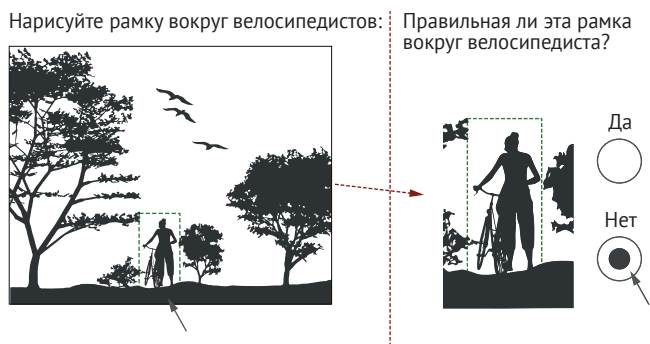 Нарисуйте рамку вокруг велосипедистов:
Правильная ли эта рамка
вокруг велосипедиста?
Да
Нет